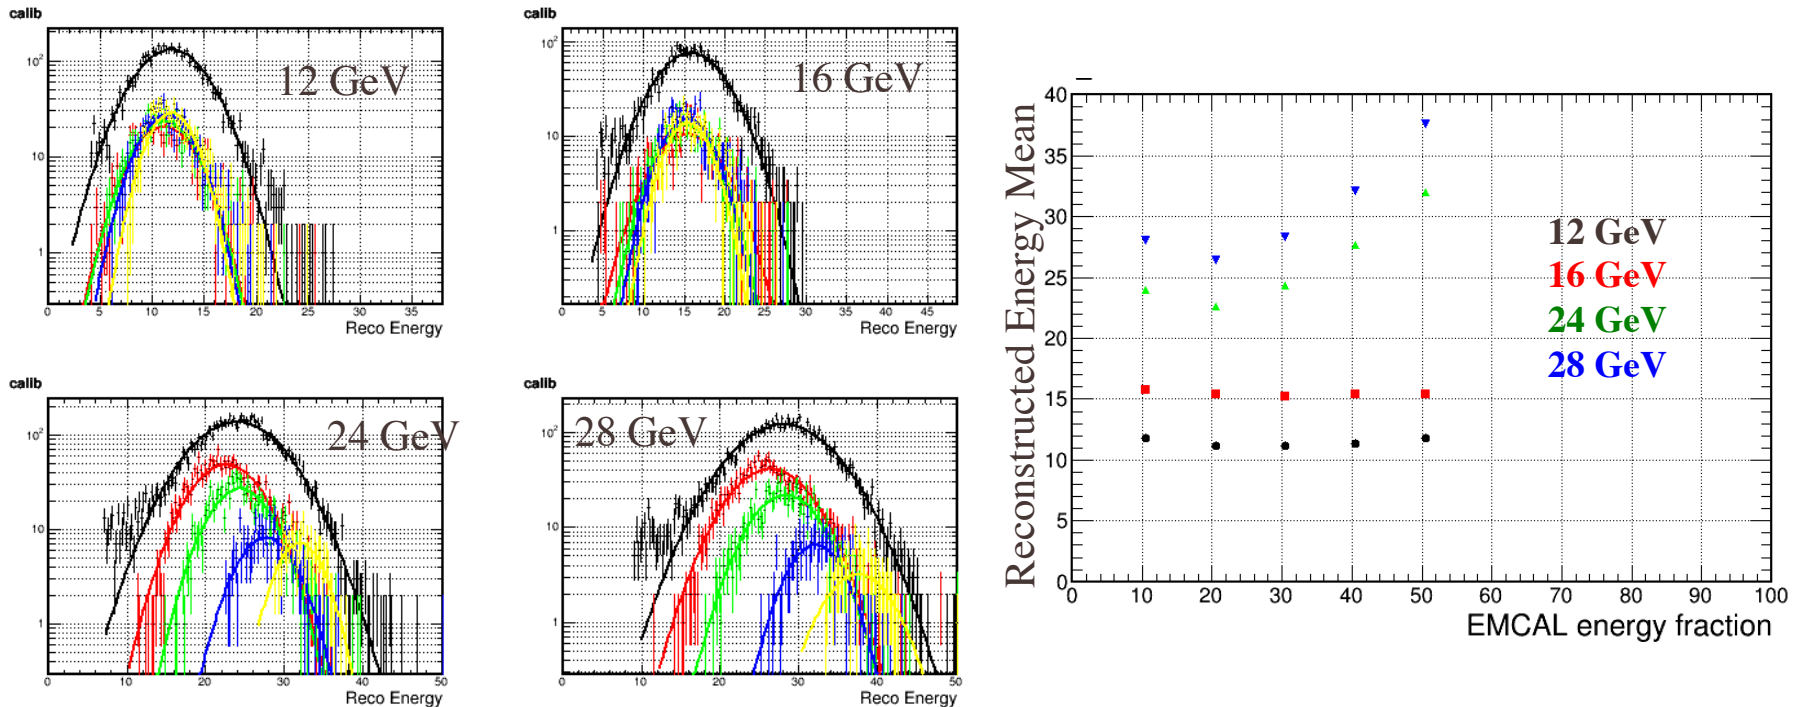 calib
12 GeV
10²
10
1
0 5 10 15 20 25 30 35
Reco Energy
calib
16 GeV
10²
10
1
0 5 10 15 20 25 30 35 40 45
Reco Energy
calib
24 GeV
10²
10
1
0 10 20 30 40 50
Reco Energy
calib
28 GeV
10²
10
1
0 10 20 30 40 50
Reco Energy
Reconstructed Energy Mean
40
35
30
25
20
15
10
5
0
12 GeV
16 GeV
24 GeV
28 GeV
0 10 20 30 40 50 60 70 80 90 100
EMCAL energy fraction